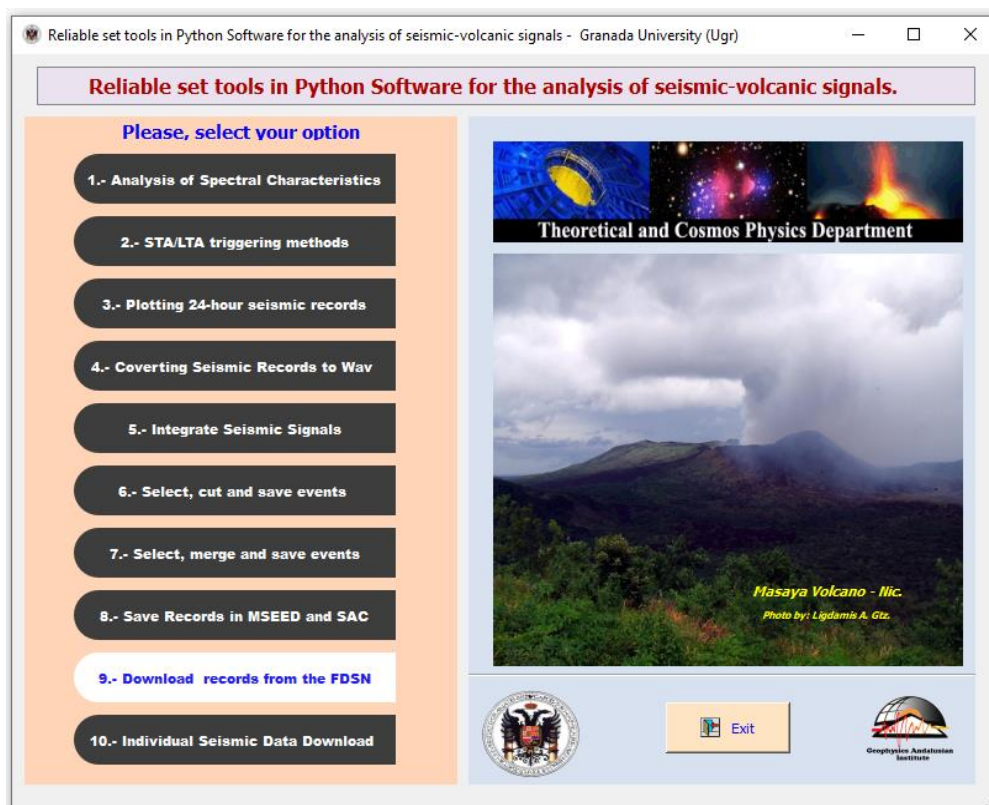 Reliable set tools in Python Software for the analysis of seismic-volcanic signals - Granada University (Ugr)
Reliable set tools in Python Software for the analysis of seismic-volcanic signals.
Please, select your option
1.- Analysis of Spectral Characteristics
2.- STA/LTA triggering methods
3.- Plotting 24-hour seismic records
4.- Coverting Seismic Records to Wav
5.- Integrate Seismic Signals
6.- Select, cut and save events
7.- Select, merge and save events
8.- Save Records in MSEED and SAC
9.- Download  records from the FDSN
10.- Individual Seismic Data Download
Theoretical and Cosmos Physics Department
Masaya Volcano - Nic.
Photo by: Ligdamis A. Gtz.
Exit
Geophysics Andalusian
Institute